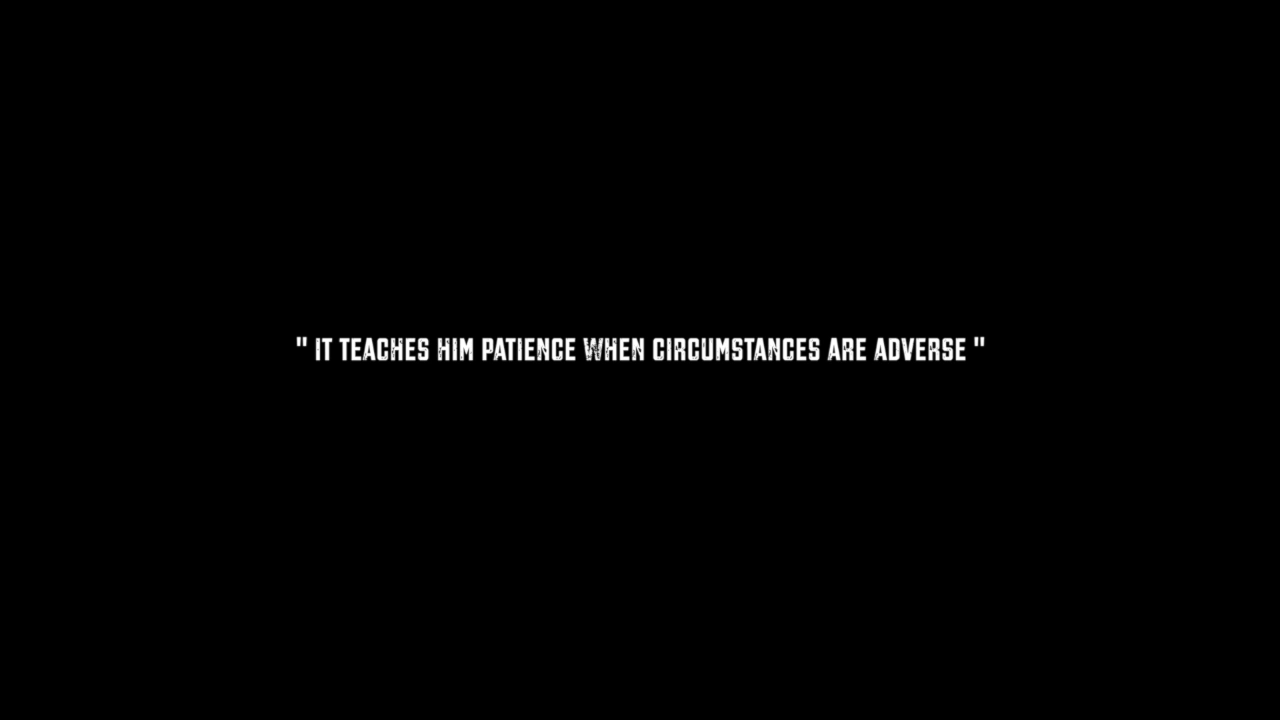 " IT TEACHES HIM PATIENCE WHEN CIRCUMSTANCES ARE ADVERSE "